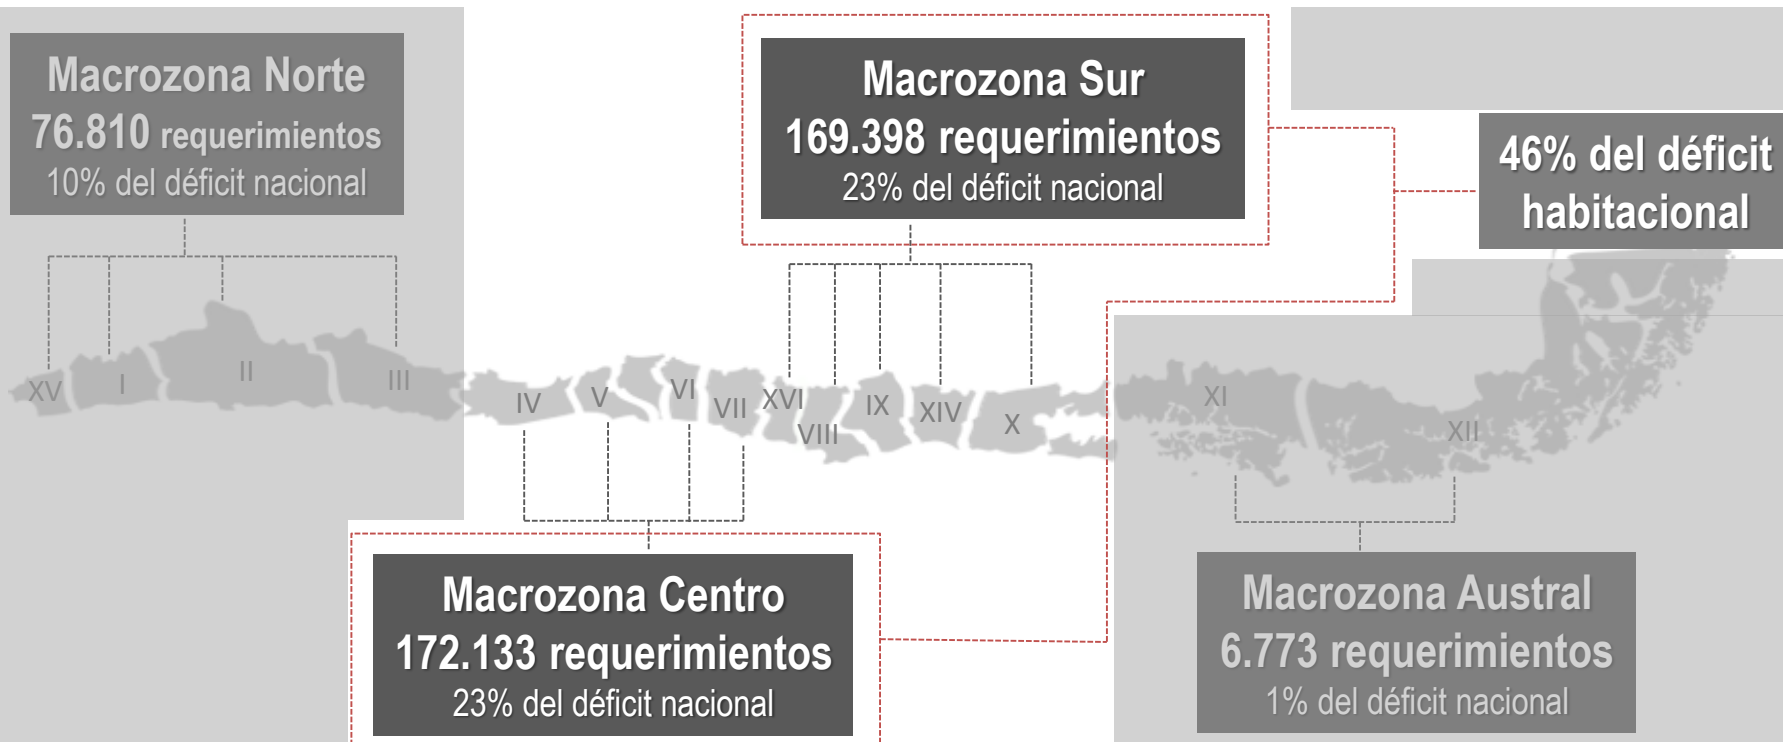 Macrozona Norte
76.810 requerimientos
10% del déficit nacional
Macrozona Sur
169.398 requerimientos
23% del déficit nacional
46% del déficit
habitacional
XV
I
II
III
IV
V
VI
VII
XVI
VIII
IX
XIV
X
XI
XII
Macrozona Centro
172.133 requerimientos
23% del déficit nacional
Macrozona Austral
6.773 requerimientos
1% del déficit nacional